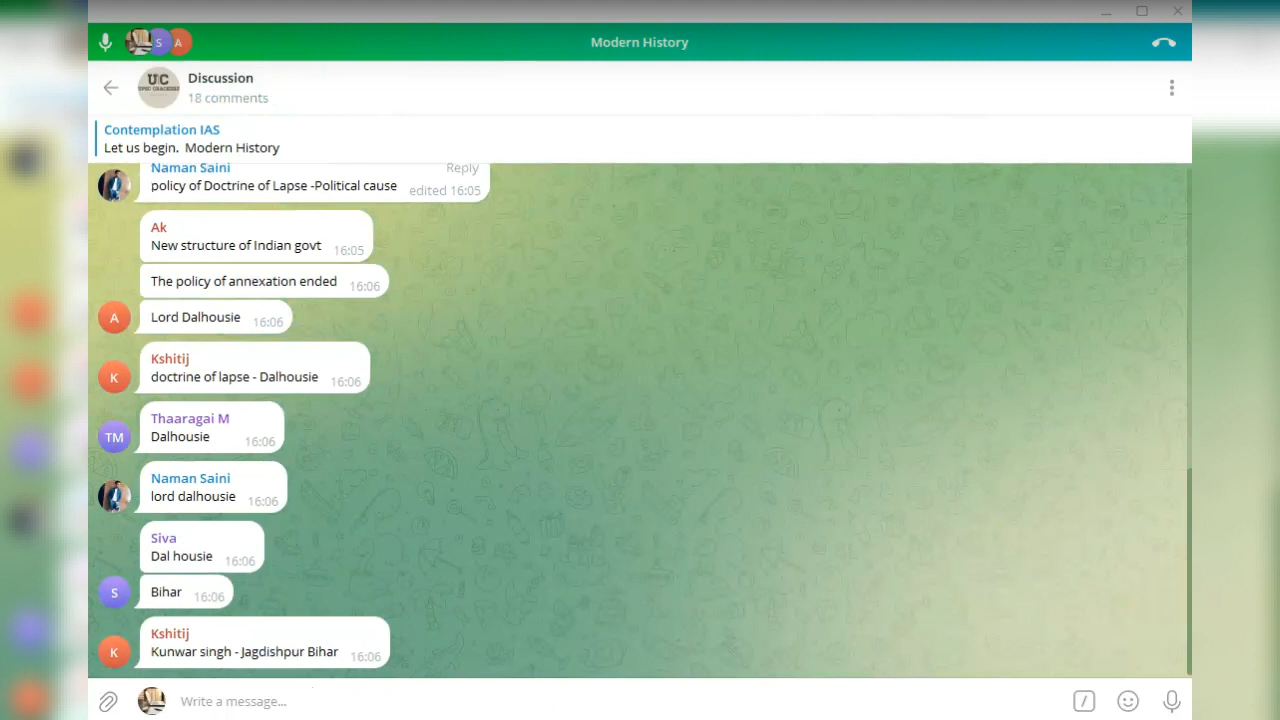 S
A
Modern History
UC
UPSC CRACKERS
Discussion
18 comments
Contemplation IAS
Let us begin. Modern History
Naman Saini Reply
policy of Doctrine of Lapse -Political cause edited 16:05
Ak
New structure of Indian govt 16:05
The policy of annexation ended 16:06
A
Lord Dalhousie 16:06
Kshitij
K
doctrine of lapse - Dalhousie 16:06
Thaaragai M
TM
Dalhousie 16:06
Naman Saini
lord dalhousie 16:06
Siva
Dal housie 16:06
S
Bihar 16:06
Kshitij
K
Kunwar singh - Jagdishpur Bihar 16:06
Write a message...